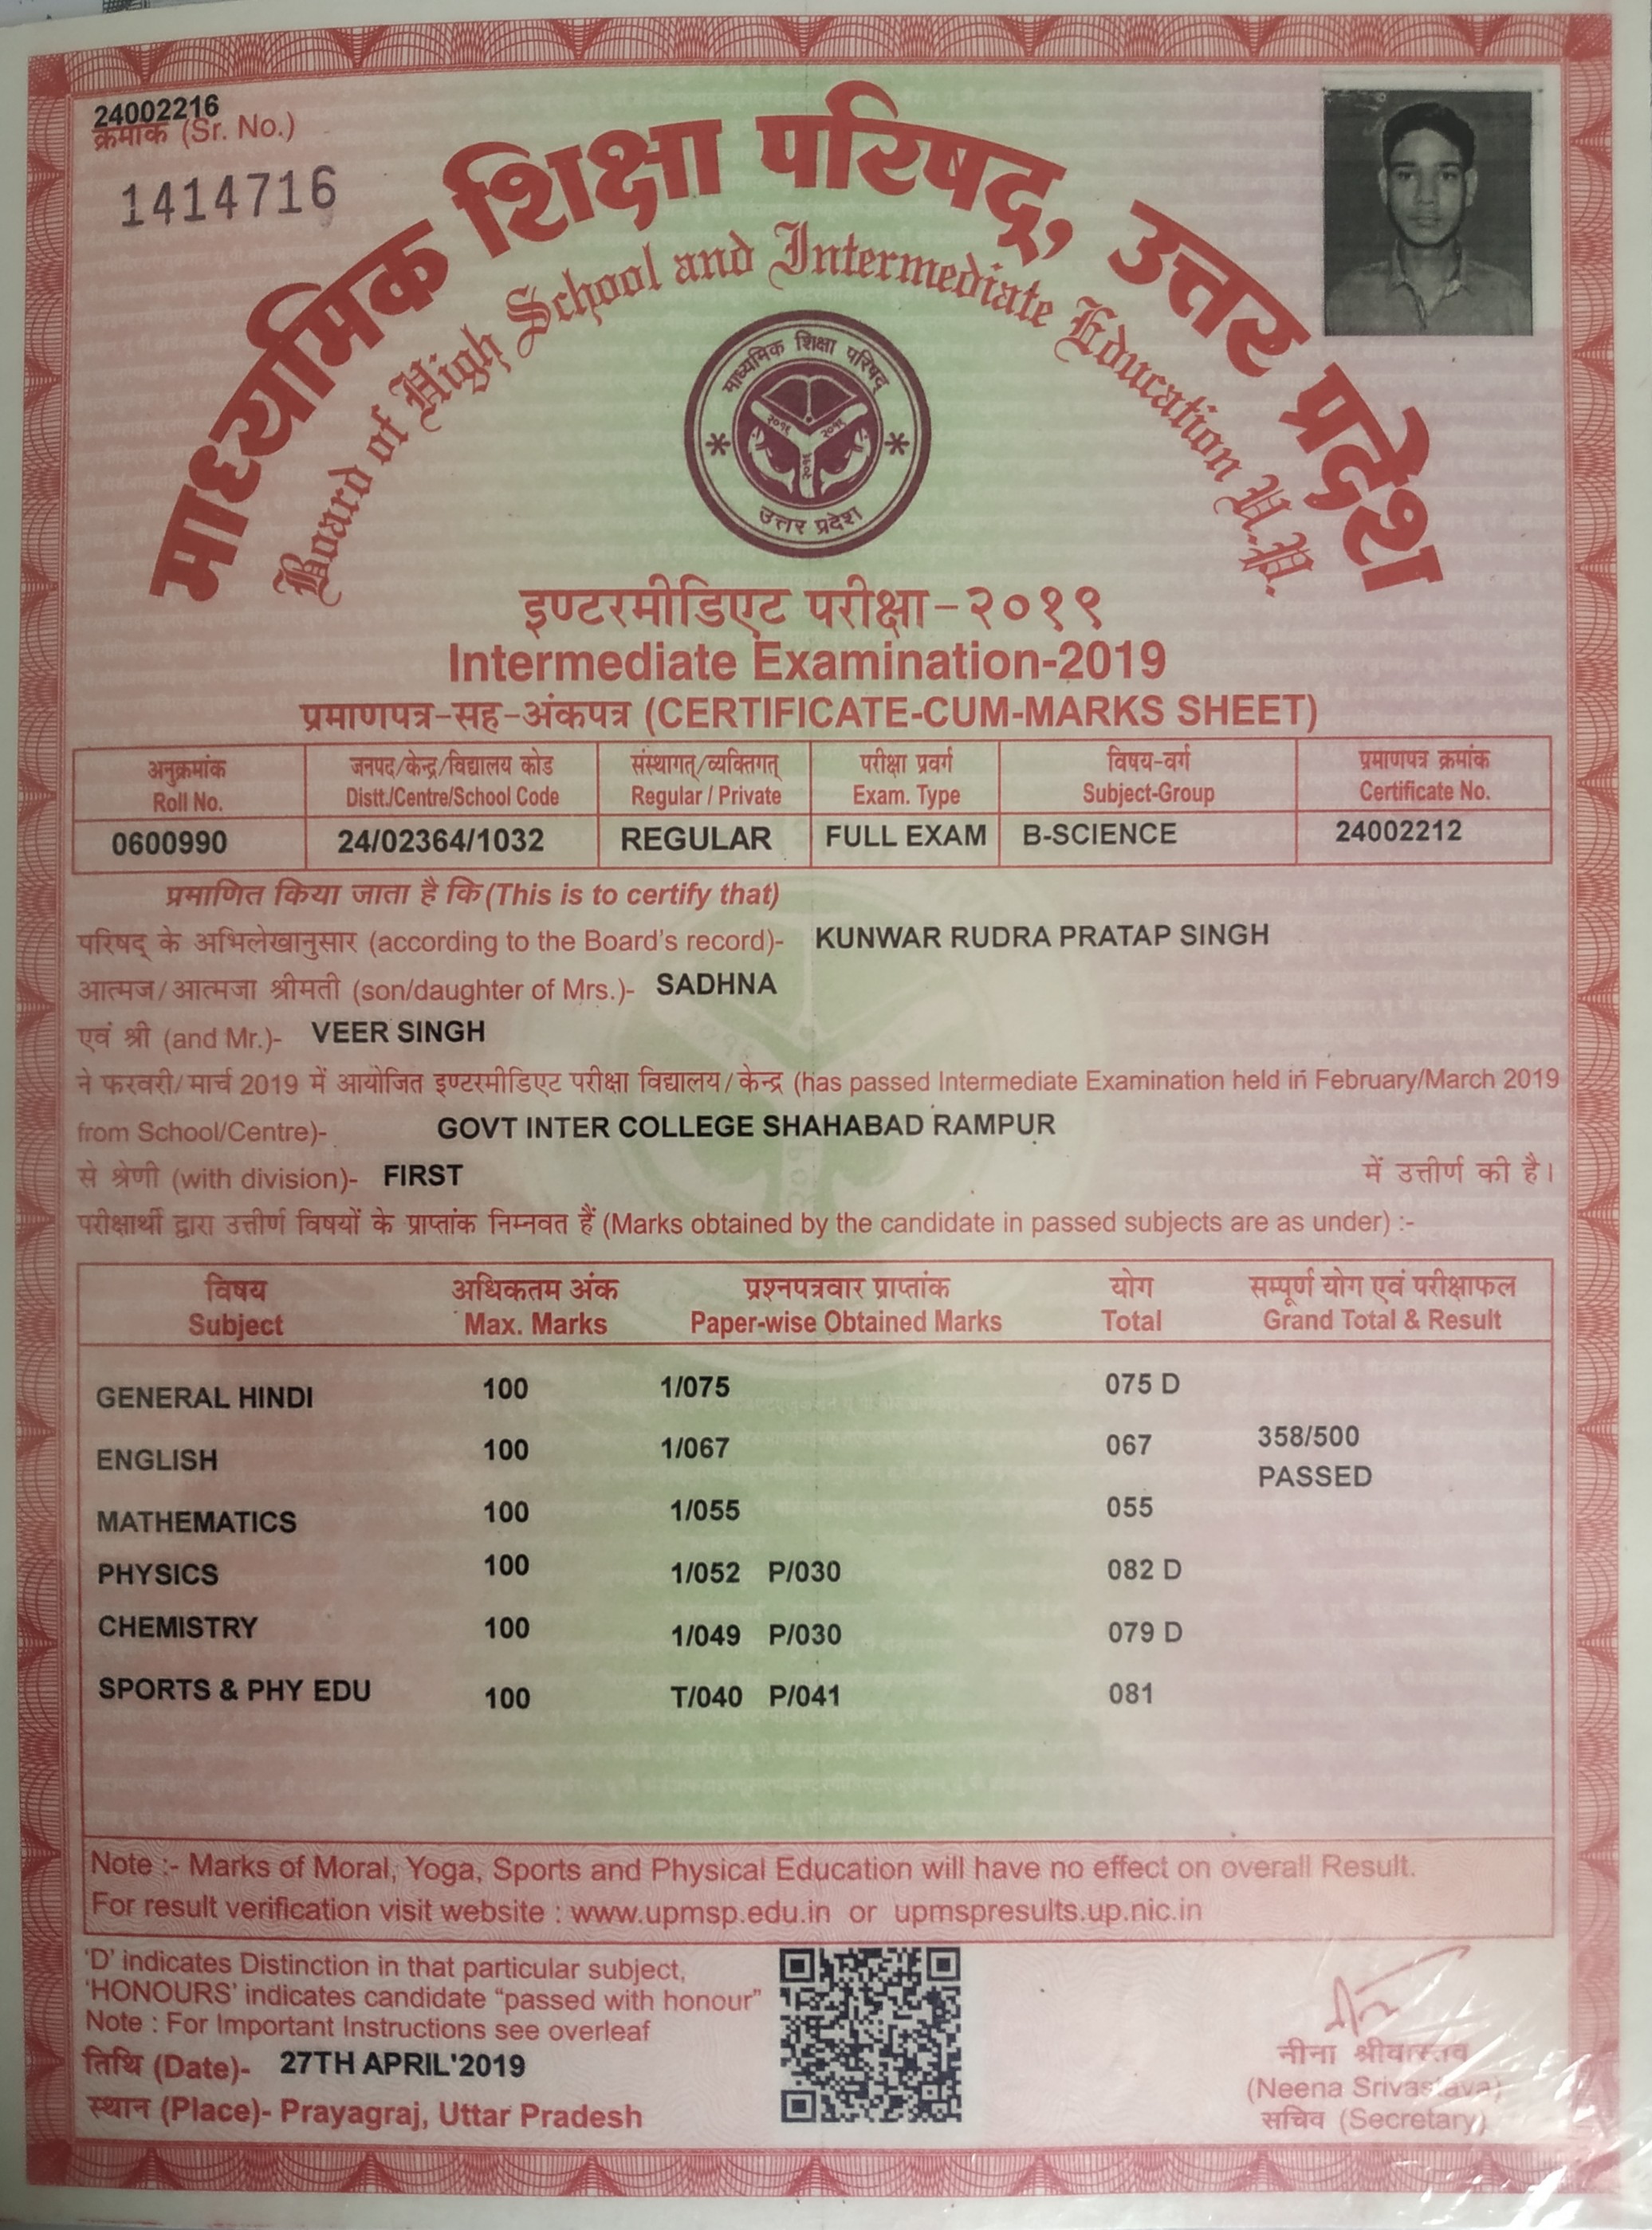 24002216
क्रमांक (Sr. No.)
1414716
माध्यमिक शिक्षा परिषद्, उत्तर प्रदेश
Board of High School and Intermediate Education U.P.
माध्यमिक शिक्षा परिषद्
उत्तर प्रदेश
इण्टरमीडिएट परीक्षा-२०१९
Intermediate Examination-2019
प्रमाणपत्र-सह-अंकपत्र (CERTIFICATE-CUM-MARKS SHEET)
अनुक्रमांक जनपद/केन्द्र/विद्यालय कोड संस्थागत्/व्यक्तिगत् परीक्षा प्रवर्ग विषय-वर्ग प्रमाणपत्र क्रमांक
Roll No. Distt./Centre/School Code Regular / Private Exam. Type Subject-Group Certificate No.
0600990 24/02364/1032 REGULAR FULL EXAM B-SCIENCE 24002212
प्रमाणित किया जाता है कि (This is to certify that)
परिषद् के अभिलेखानुसार (according to the Board's record)- KUNWAR RUDRA PRATAP SINGH
आत्मज/आत्मजा श्रीमती (son/daughter of Mrs.)- SADHNA
एवं श्री (and Mr.)- VEER SINGH
ने फरवरी/मार्च 2019 में आयोजित इण्टरमीडिएट परीक्षा विद्यालय/केन्द्र (has passed Intermediate Examination held in February/March 2019
from School/Centre)- GOVT INTER COLLEGE SHAHABAD RAMPUR
से श्रेणी (with division)- FIRST में उत्तीर्ण की है।
परीक्षार्थी द्वारा उत्तीर्ण विषयों के प्राप्तांक निम्नवत हैं (Marks obtained by the candidate in passed subjects are as under) :-
विषय अधिकतम अंक प्रश्नपत्रवार प्राप्तांक योग सम्पूर्ण योग एवं परीक्षाफल
Subject Max. Marks Paper-wise Obtained Marks Total Grand Total & Result
GENERAL HINDI 100 1/075 075 D
ENGLISH 100 1/067 067 358/500
PASSED
MATHEMATICS 100 1/055 055
PHYSICS 100 1/052 P/030 082 D
CHEMISTRY 100 1/049 P/030 079 D
SPORTS & PHY EDU 100 T/040 P/041 081
Note :- Marks of Moral, Yoga, Sports and Physical Education will have no effect on overall Result.
For result verification visit website : www.upmsp.edu.in or upmspresults.up.nic.in
'D' indicates Distinction in that particular subject,
'HONOURS' indicates candidate "passed with honour"
Note : For Important Instructions see overleaf
तिथि (Date)- 27TH APRIL'2019
स्थान (Place)- Prayagraj, Uttar Pradesh
नीना श्रीवास्तव
(Neena Srivastava)
सचिव (Secretary)